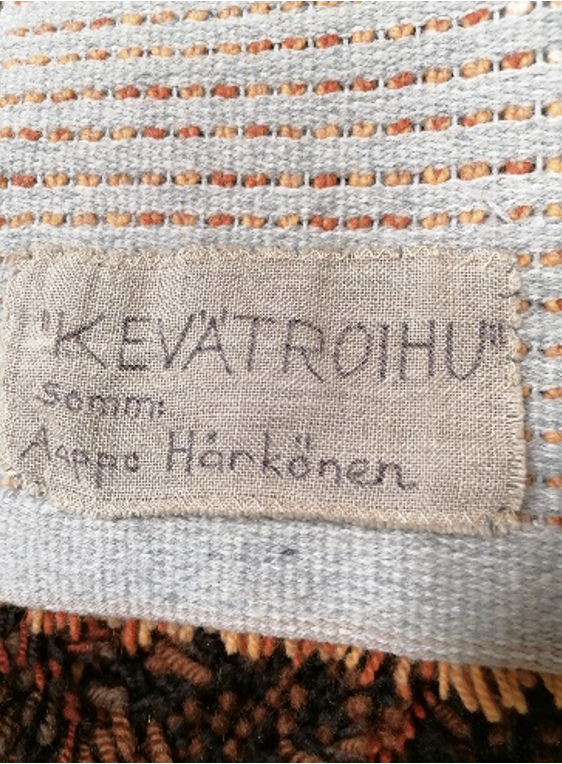 "KEVÄTROIHU"
somm:
Aappo Härkönen